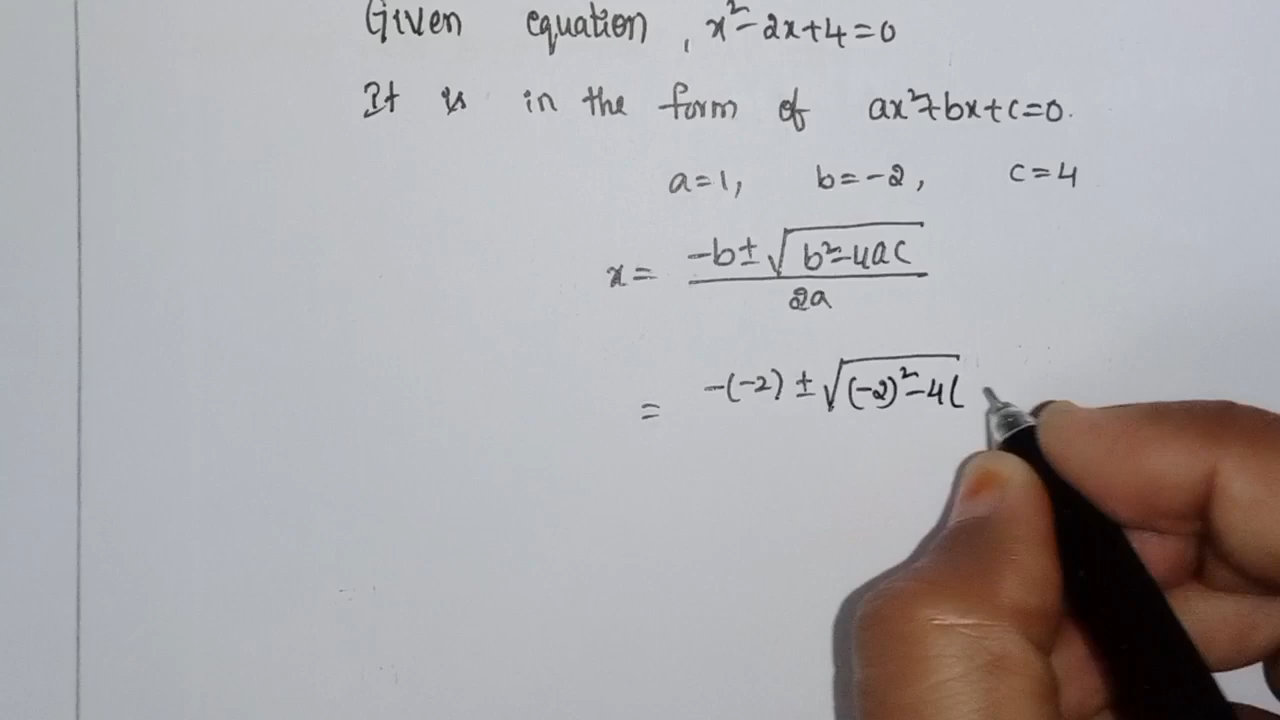 Given equation, x²-2x+4=0
It is in the form of ax²+bx+c=0.
a=1, b=-2, c=4
x= -b±√b²-4ac
2a
= -(-2) ± √(-2)²-4(